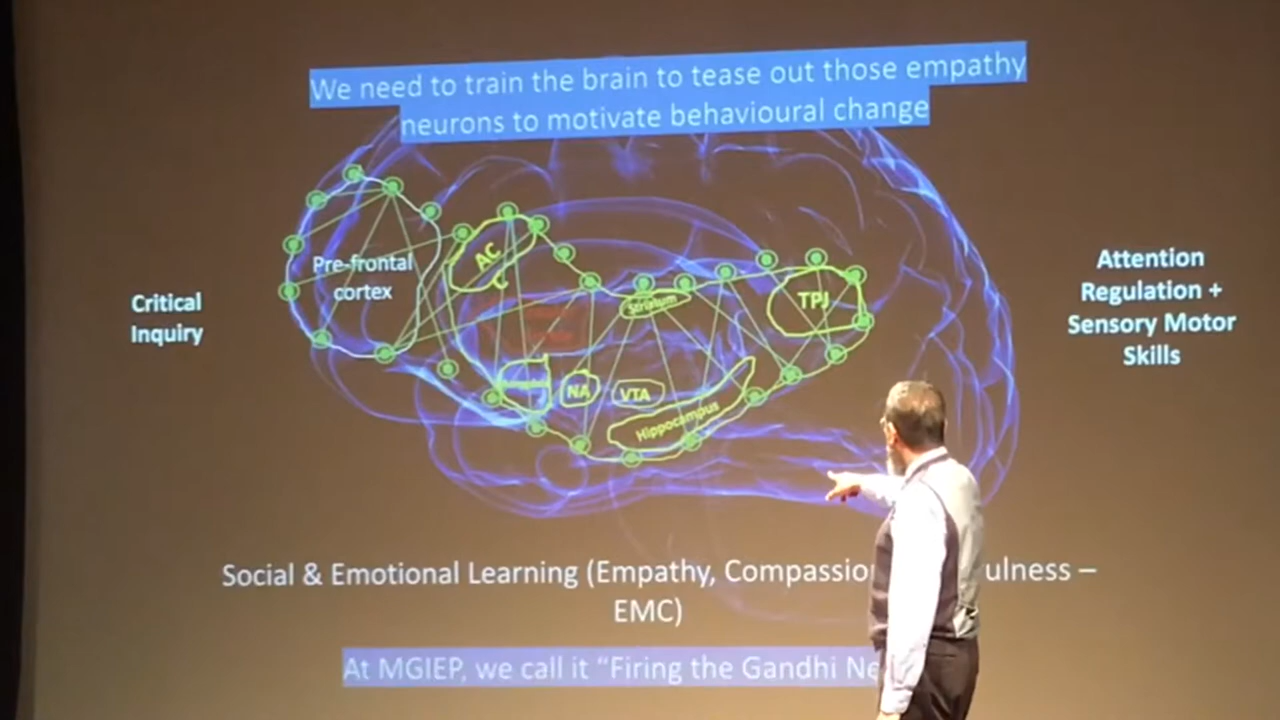 We need to train the brain to tease out those empathy
neurons to motivate behavioural change
Critical
Inquiry
Pre-frontal
cortex
AC
Striatum
TPJ
NA
VTA
Hippocampus
Attention
Regulation +
Sensory Motor
Skills
Social & Emotional Learning (Empathy, ulness –
EMC)
At MGIEP, we call it “Firing the Gandhi